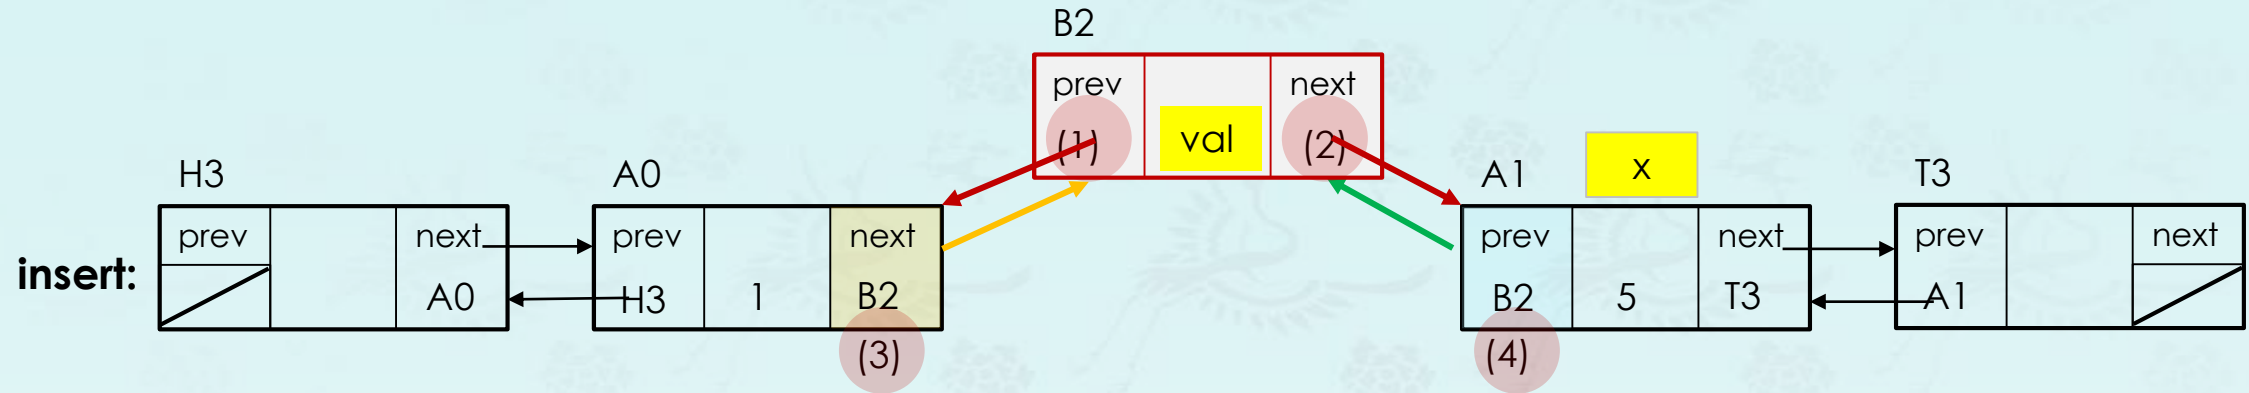 B2
prev next
(1) val (2)
H3 A0 A1 x T3
prev next prev next prev next prev next
insert:
A0 H3 1 B2 B2 5 T3 A1
(3) (4)